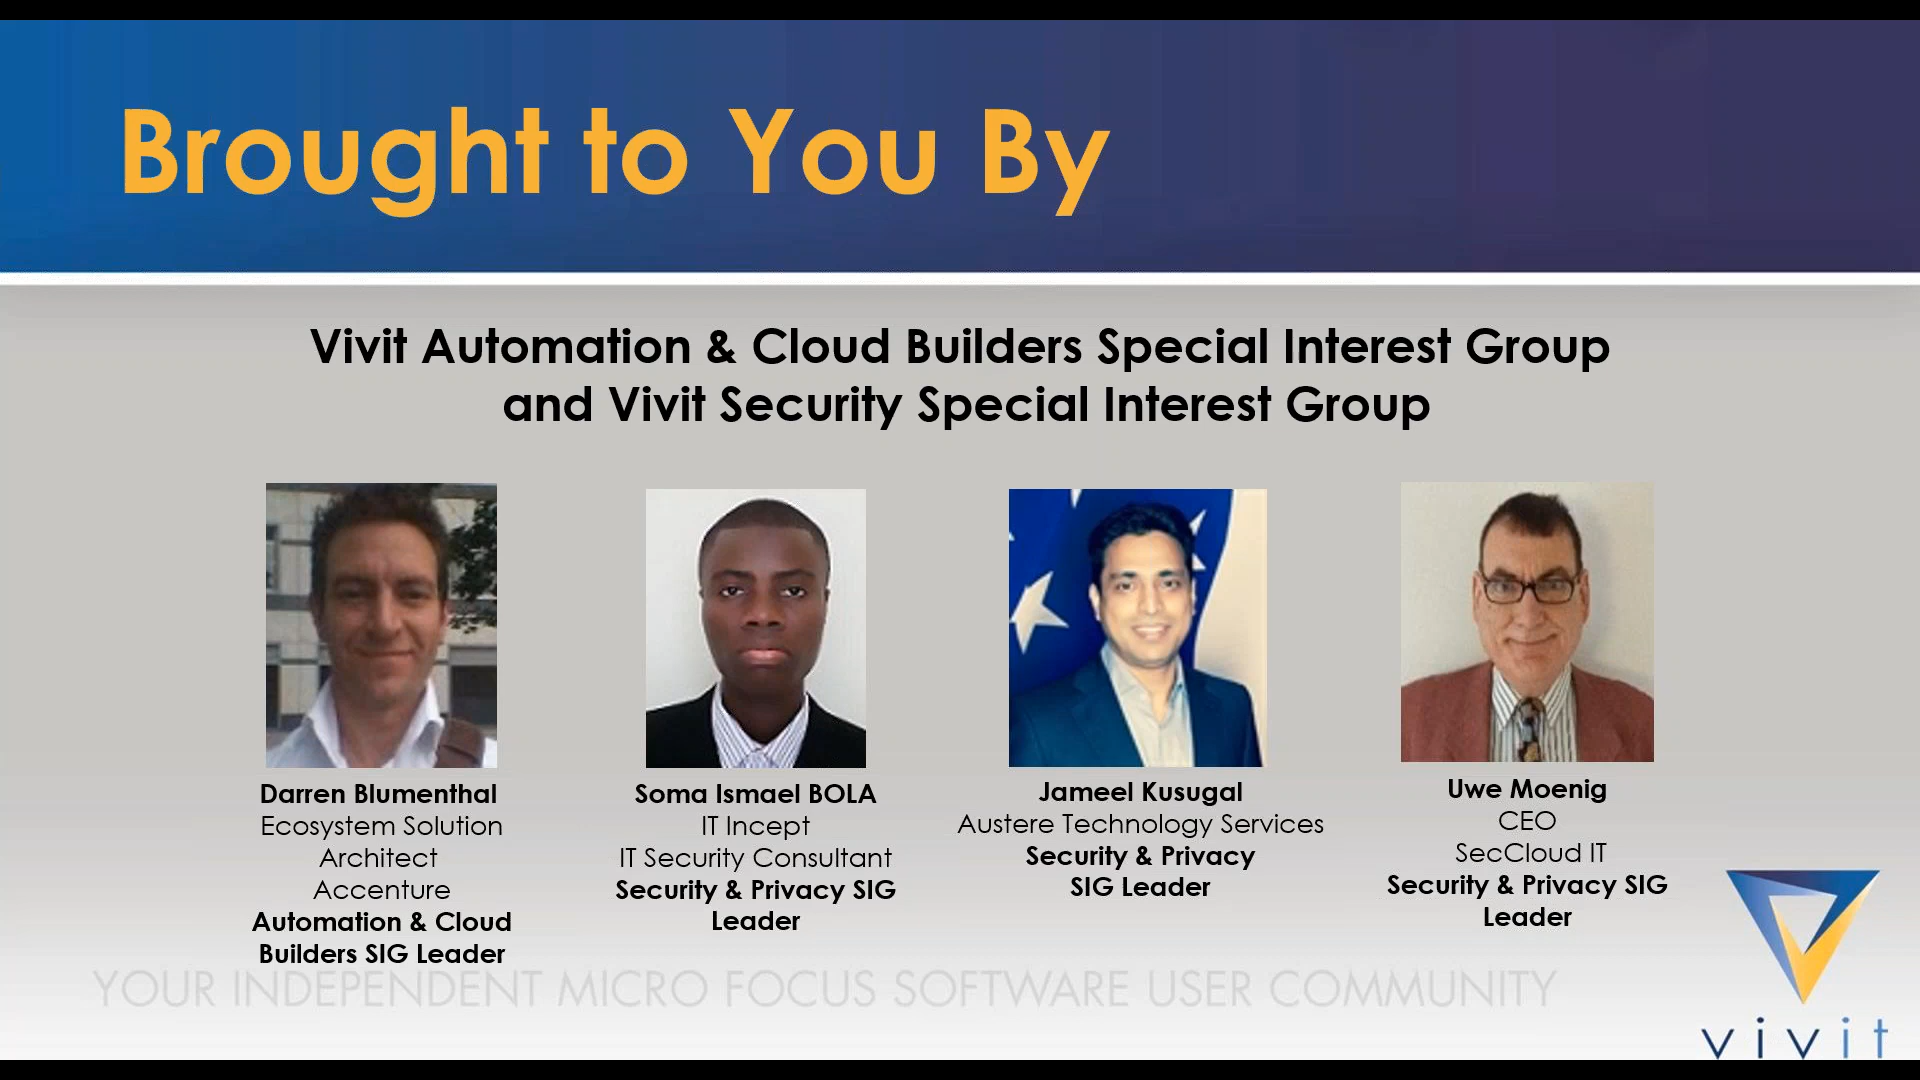 Brought to You By
Vivit Automation & Cloud Builders Special Interest Group
and Vivit Security Special Interest Group
Darren Blumenthal
Ecosystem Solution
Architect
Accenture
Automation & Cloud
Builders SIG Leader
Soma Ismael BOLA
IT Incept
IT Security Consultant
Security & Privacy SIG
Leader
Jameel Kusugal
Austere Technology Services
Security & Privacy
SIG Leader
Uwe Moenig
CEO
SecCloud IT
Security & Privacy SIG
Leader
YOUR INDEPENDENT MICRO FOCUS SOFTWARE USER COMMUNITY
vivit